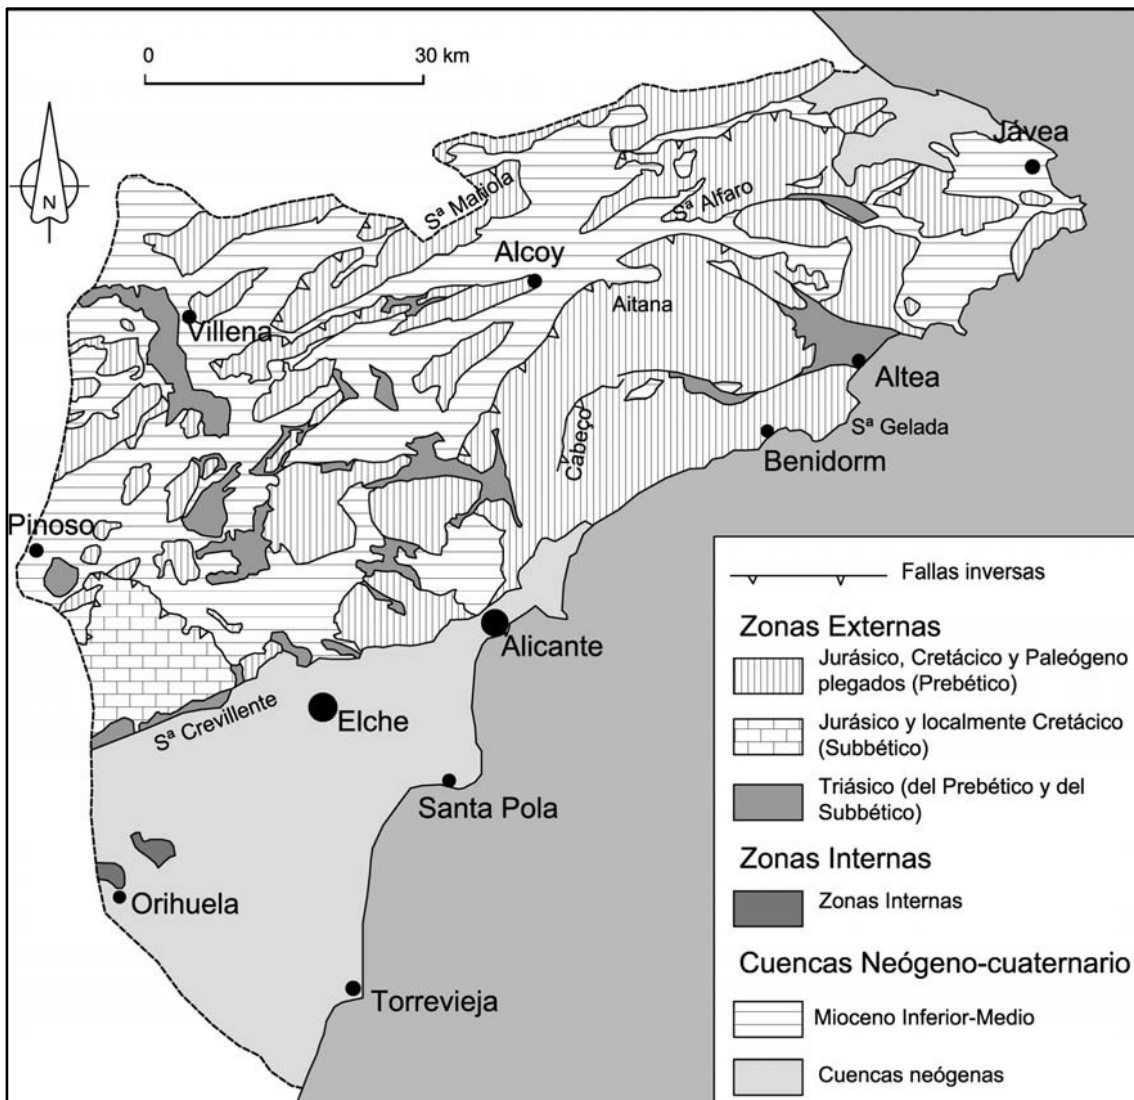 0
30 km
N
Jávea
Sª Mariola
Sª Alfaro
Alcoy
Aitana
Villena
Altea
Sª Gelada
Cabeço
Benidorm
Pinoso
Alicante
Sª Crevillente
Elche
Santa Pola
Orihuela
Torrevieja
Fallas inversas
Zonas Externas
Jurásico, Cretácico y Paleógeno
plegados (Prebético)
Jurásico y localmente Cretácico
(Subbético)
Triásico (del Prebético y del
Subbético)
Zonas Internas
Zonas Internas
Cuencas Neógeno-cuaternario
Mioceno Inferior-Medio
Cuencas neógenas